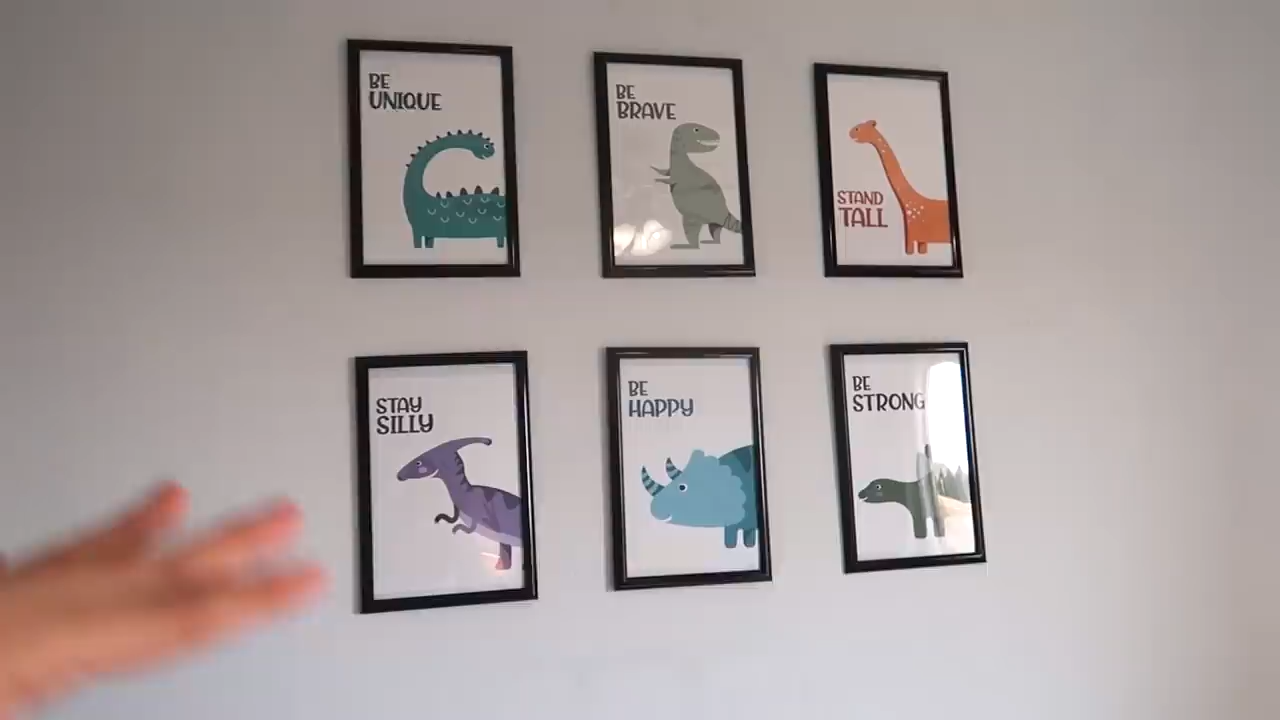 BE
UNIQUE
BE
BRAVE
STAND
TALL
STAY
SILLY
BE
HAPPY
BE
STRONG